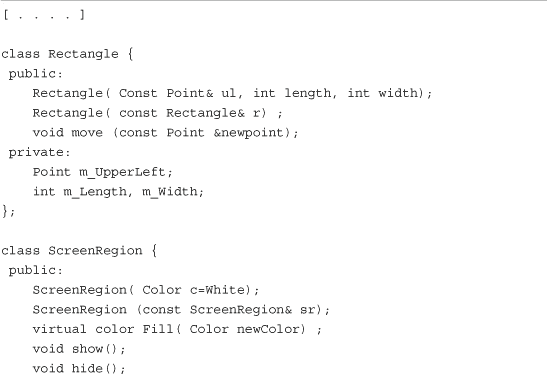 [ . . . . ]
class Rectangle {
public:
Rectangle( Const Point& ul, int length, int width);
Rectangle( const Rectangle& r) ;
void move (const Point &newpoint);
private:
Point m_UpperLeft;
int m_Length, m_Width;
};
class ScreenRegion {
public:
ScreenRegion( Color c=White);
ScreenRegion (const ScreenRegion& sr);
virtual color Fill( Color newColor) ;
void show();
void hide();